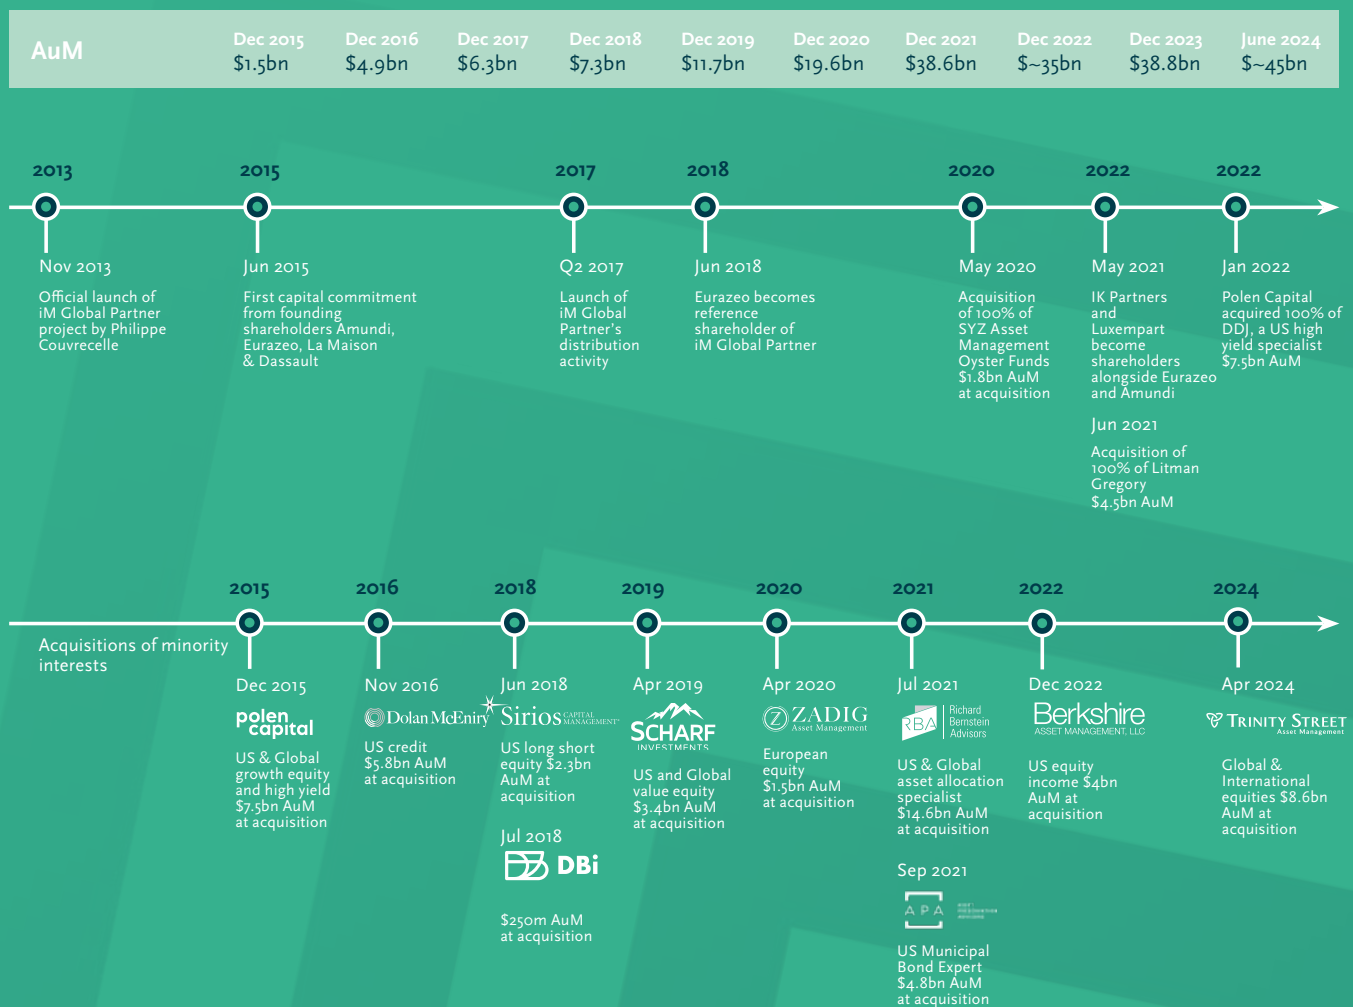 AuM
Dec 2015 Dec 2016 Dec 2017 Dec 2018 Dec 2019 Dec 2020 Dec 2021 Dec 2022 Dec 2023 June 2024
$1.5bn $4.9bn $6.3bn $7.3bn $11.7bn $19.6bn $38.6bn $~35bn $38.8bn $~45bn
2013
Nov 2013
Official launch of
iM Global Partner
project by Philippe
Couvrecelle
2015
Jun 2015
First capital commitment
from founding
shareholders Amundi,
Eurazeo, La Maison
& Dassault
2017
Q2 2017
Launch of
iM Global
Partner's
distribution
activity
2018
Jun 2018
Eurazeo becomes
reference
shareholder of
iM Global Partner
2020
May 2020
Acquisition
of 100% of
SYZ Asset
Management
Oyster Funds
$1.8bn AuM
at acquisition
2022
May 2021
IK Partners
and
Luxempart
become
shareholders
alongside Eurazeo
and Amundi
Jun 2021
Acquisition of
100% of Litman
Gregory
$4.5bn AuM
2022
Jan 2022
Polen Capital
acquired 100% of
DDJ, a US high
yield specialist
$7.5bn AuM
Acquisitions of minority
interests
2015
Dec 2015
polen
capital
US & Global
growth equity
and high yield
$7.5bn AuM
at acquisition
2016
Nov 2016
Dolan McEniry
US credit
$5.8bn AuM
at acquisition
2018
Jun 2018
Sirios CAPITAL
MANAGEMENT
US long short
equity $2.3bn
AuM at
acquisition
Jul 2018
DBi
$250m AuM
at acquisition
2019
Apr 2019
SCHARF
INVESTMENTS
US and Global
value equity
$3.4bn AuM
at acquisition
2020
Apr 2020
Z ZADIG
Asset Management
European
equity
$1.5bn AuM
at acquisition
2021
Jul 2021
RBA
Richard
Bernstein
Advisors
US & Global
asset allocation
specialist
$14.6bn AuM
at acquisition
Sep 2021
APA
US Municipal
Bond Expert
$4.8bn AuM
at acquisition
2022
Dec 2022
Berkshire
ASSET MANAGEMENT, LLC
US equity
income $4bn
AuM at
acquisition
2024
Apr 2024
TRINITY STREET
Asset Management
Global &
International
equities $8.6bn
AuM at
acquisition